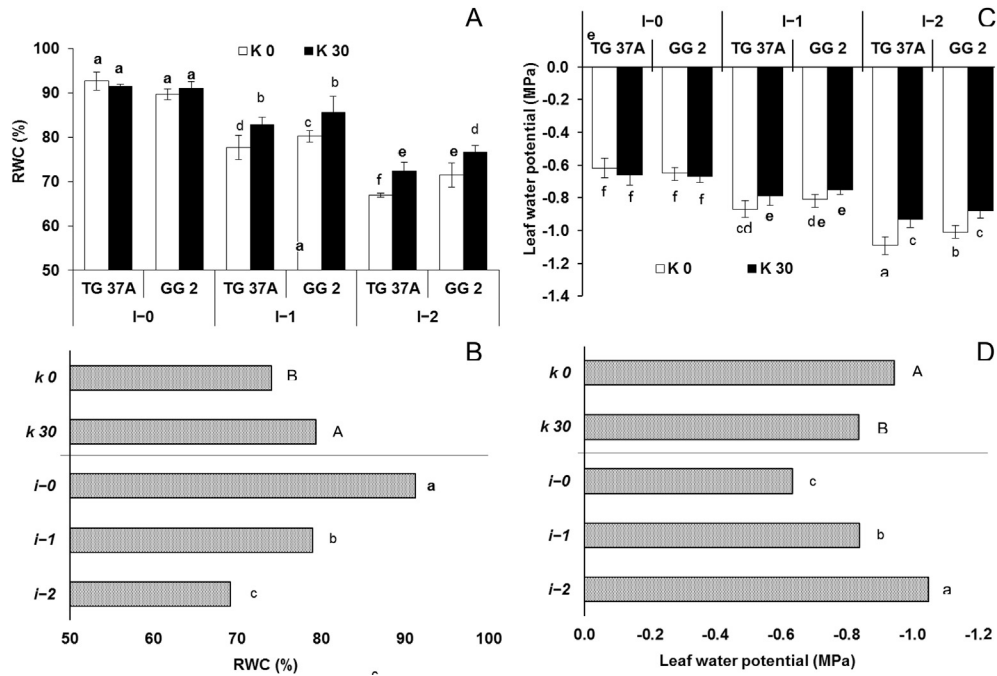 A
K 0 K 30
RWC (%)
100
90
80
70
60
50
a a a a
d b c b
f e e d
a
TG 37A GG 2 TG 37A GG 2 TG 37A GG 2
I−0 I−1 I−2
C
I−0 I−1 I−2
e
TG 37A GG 2 TG 37A GG 2 TG 37A GG 2
Leaf water potential (MPa)
0.0
-0.2
-0.4
-0.6
-0.8
-1.0
-1.2
-1.4
f f f f
cd e de e
a c b c
K 0 K 30
B
k 0 B
k 30 A
i−0 a
i−1 b
i−2 c
50 60 70 80 90 100
RWC (%)
c
D
k 0 A
k 30 B
i−0 c
i−1 b
i−2 a
0.0 -0.2 -0.4 -0.6 -0.8 -1.0 -1.2
Leaf water potential (MPa)